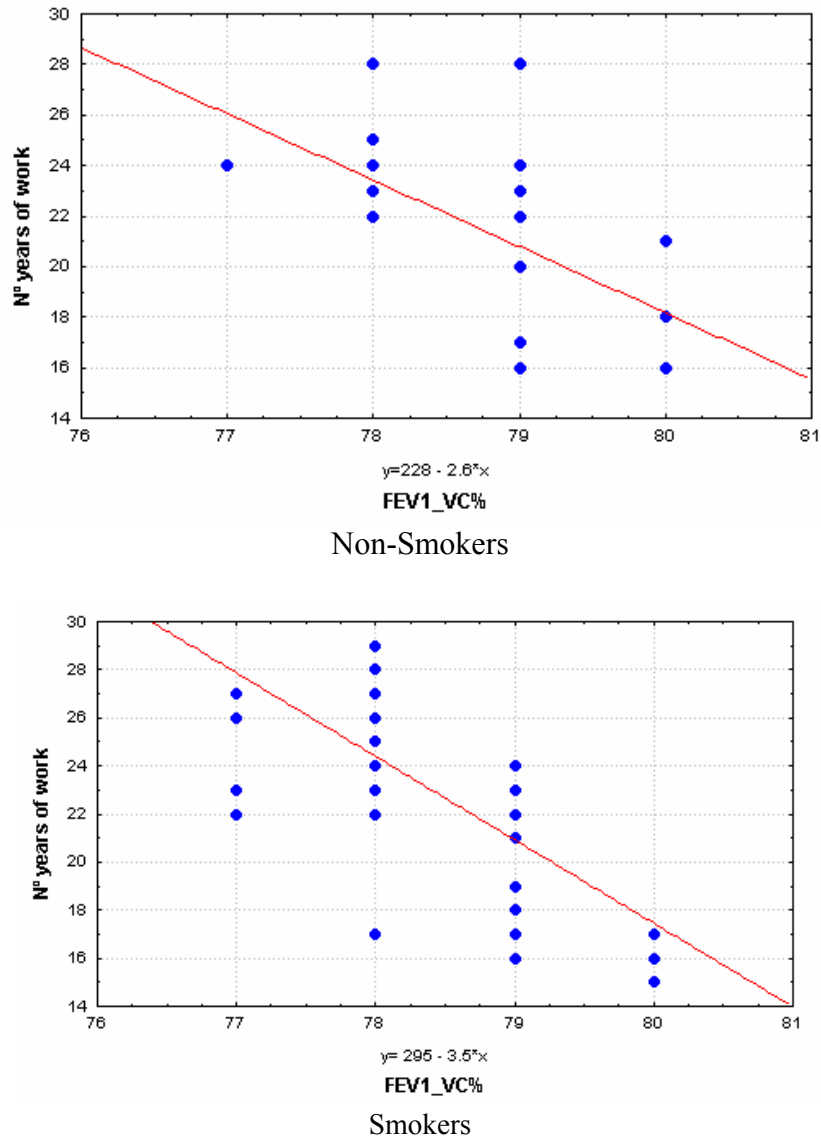 30
28
26
24
22
20
18
16
14
Nº years of work
76 77 78 79 80 81
y=228 - 2.6*x
FEV1_VC%
Non-Smokers
30
28
26
24
22
20
18
16
14
Nº years of work
76 77 78 79 80 81
y= 295 - 3.5*x
FEV1_VC%
Smokers